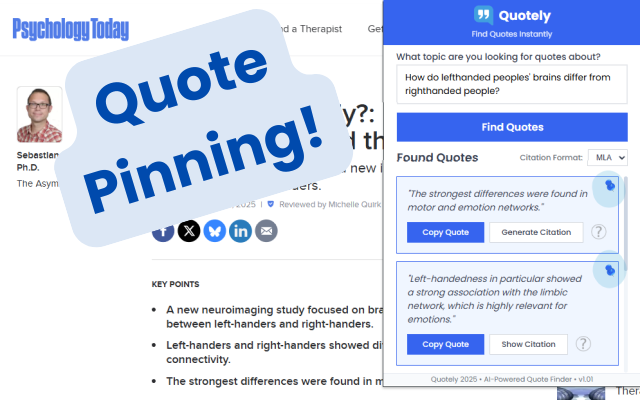 Psychology Today
nd a Therapist
Get
Quote
Pinning!
y?:
d th
new i
ders.
Sebastian
Ph.D.
The Asym
2025 | Reviewed by Michelle Quirk
KEY POINTS
A new neuroimaging study focused on bra
between left-handers and right-handers.
Left-handers and right-handers showed di
connectivity.
The strongest differences were found in m
Quotely
Find Quotes Instantly
What topic are you looking for quotes about?
How do lefthanded peoples' brains differ from
righthanded people?
Find Quotes
Found Quotes
Citation Format:
MLA
"The strongest differences were found in
motor and emotion networks."
Copy Quote
Generate Citation
?
"Left-handedness in particular showed
a strong association with the limbic
network, which is highly relevant for
emotions."
Copy Quote
Show Citation
?
Quotely 2025 • AI-Powered Quote Finder • v1.01
Thera